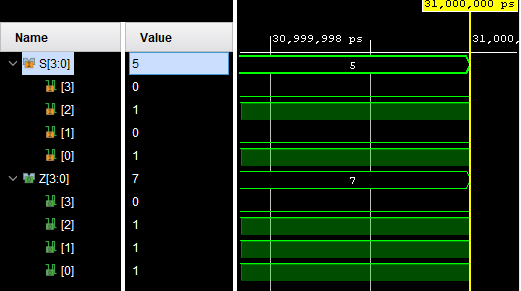 31,000,000 ps
Name Value 30,999,998 ps 31,000,
S[3:0] 5 5
[3] 0
[2] 1
[1] 0
[0] 1
Z[3:0] 7 7
[3] 0
[2] 1
[1] 1
[0] 1